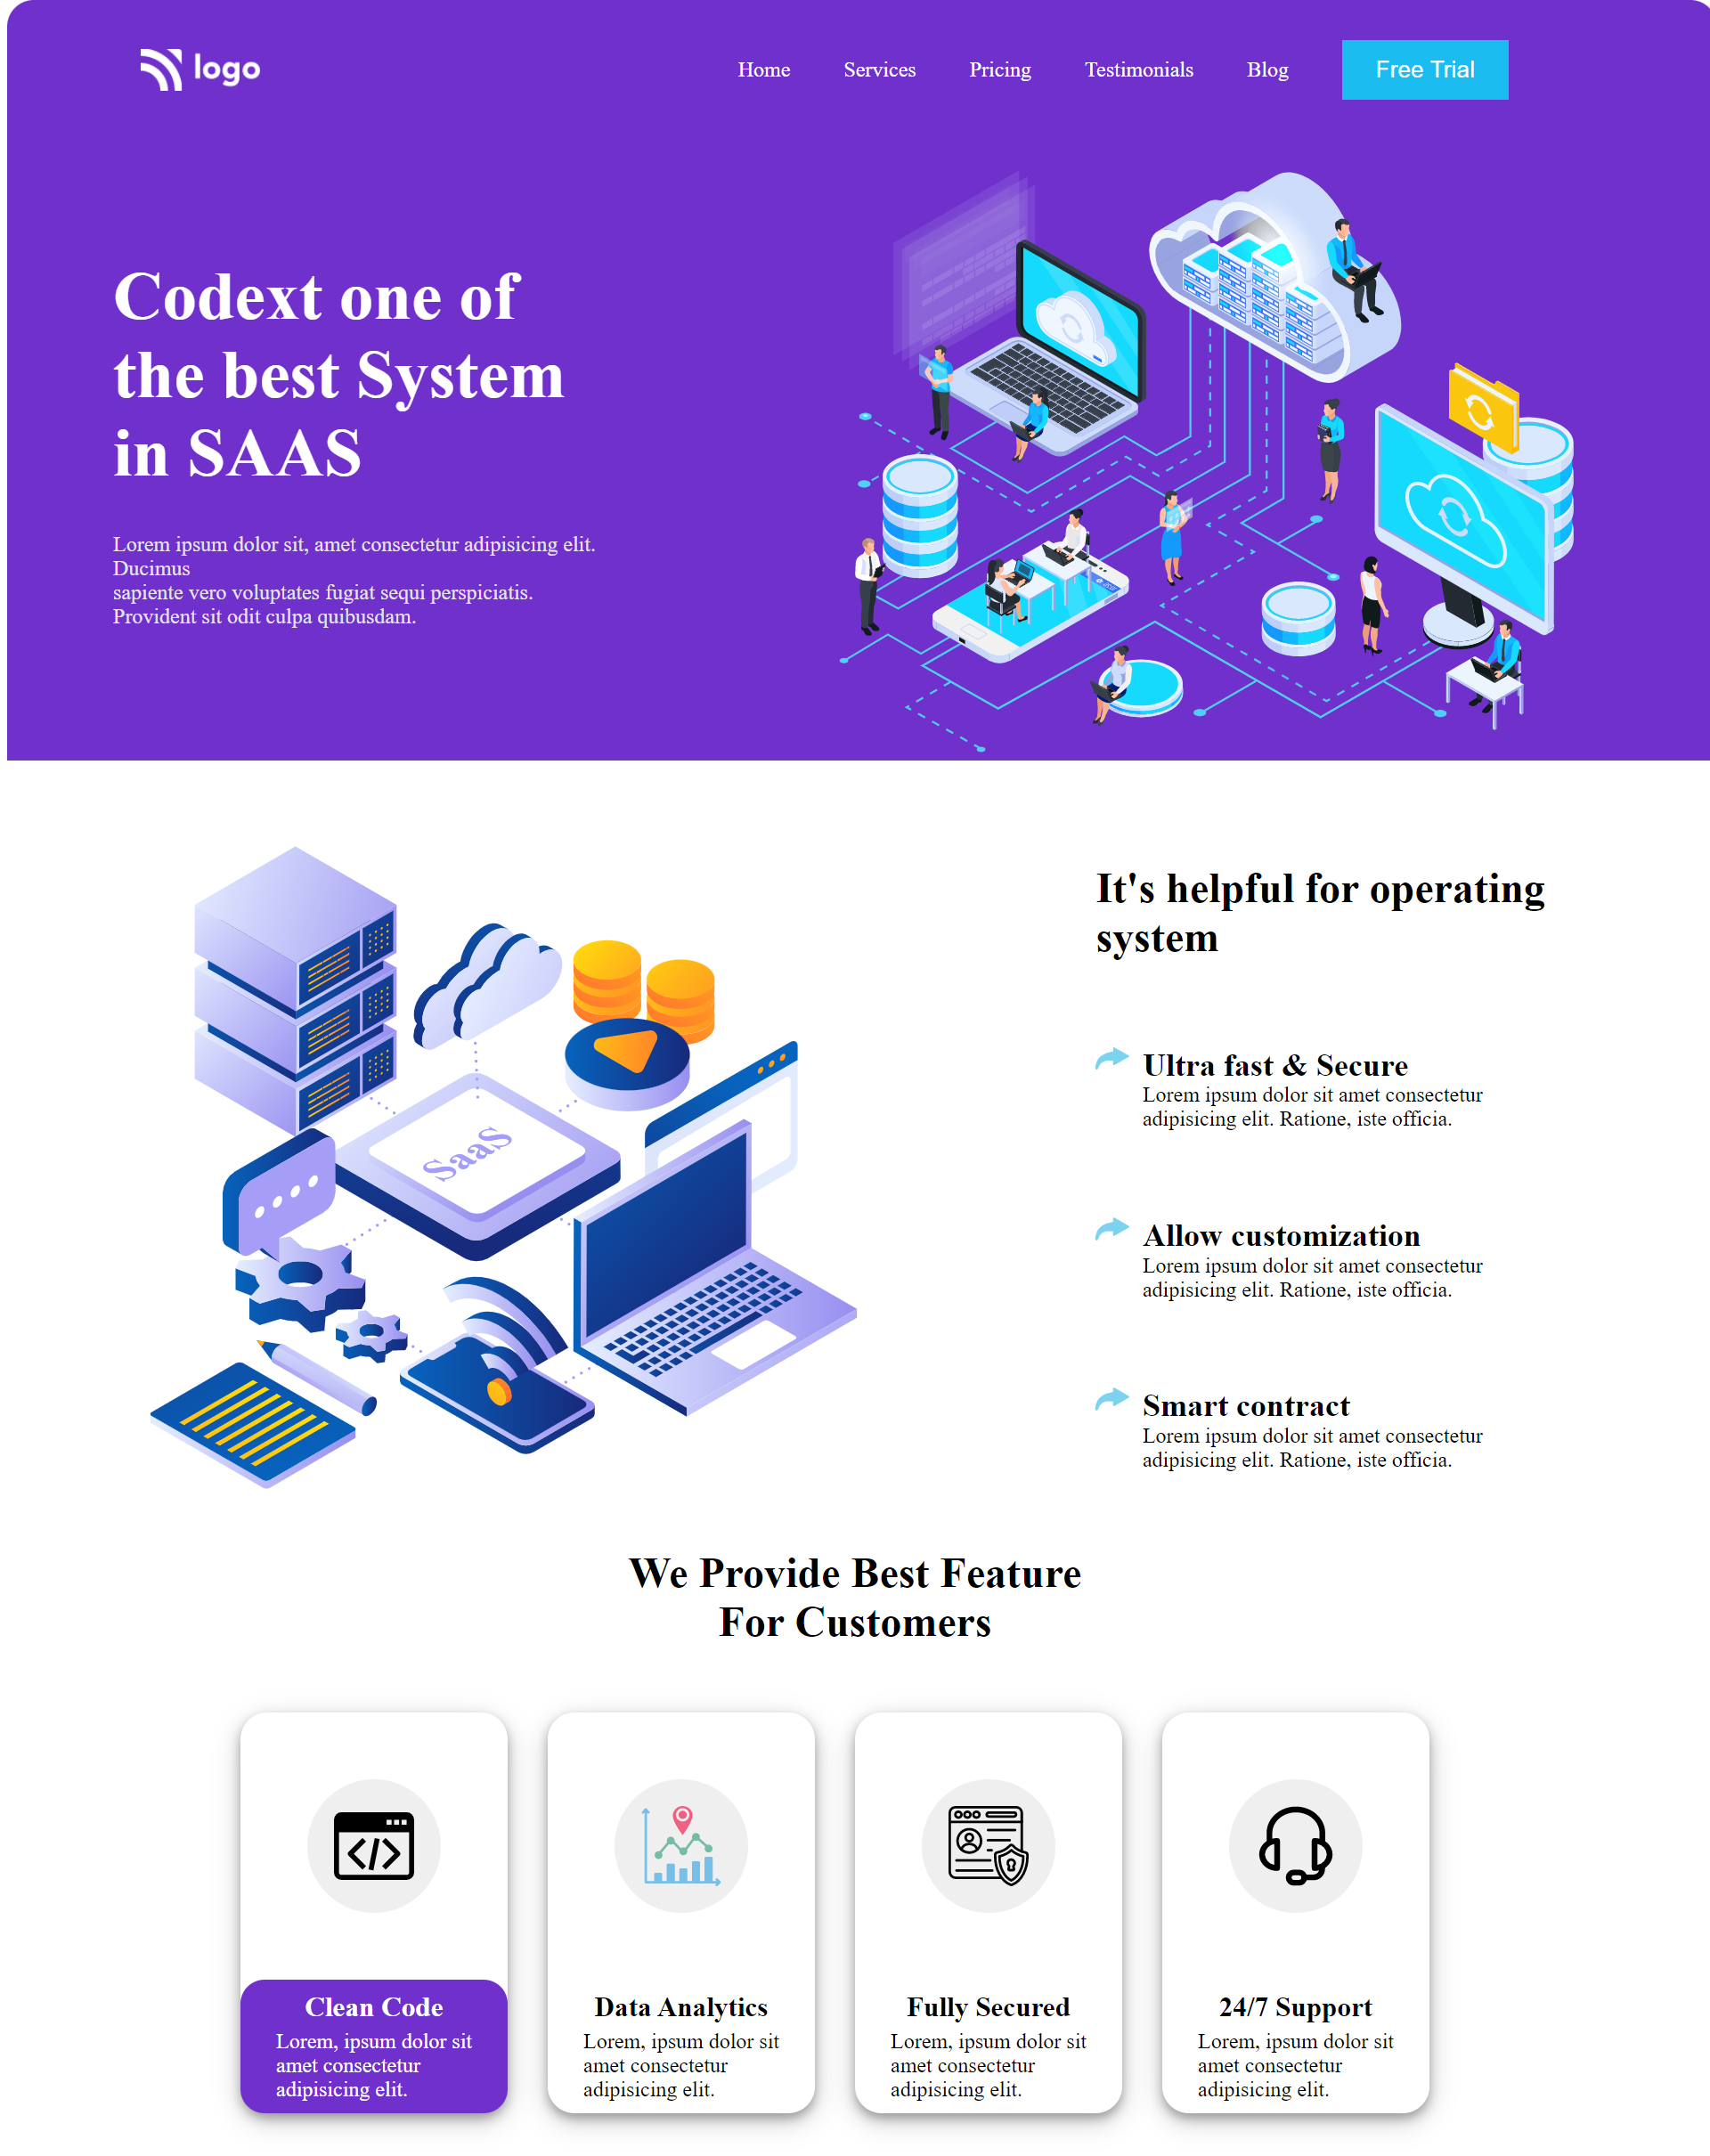 logo
Home Services Pricing Testimonials Blog Free Trial
Codext one of
the best System
in SAAS
Lorem ipsum dolor sit, amet consectetur adipisicing elit.
Ducimus
sapiente vero voluptates fugiat sequi perspiciatis.
Provident sit odit culpa quibusdam.
SaaS
It's helpful for operating
system
Ultra fast & Secure
Lorem ipsum dolor sit amet consectetur
adipisicing elit. Ratione, iste officia.
Allow customization
Lorem ipsum dolor sit amet consectetur
adipisicing elit. Ratione, iste officia.
Smart contract
Lorem ipsum dolor sit amet consectetur
adipisicing elit. Ratione, iste officia.
We Provide Best Feature
For Customers
Clean Code
Lorem, ipsum dolor sit
amet consectetur
adipisicing elit.
Data Analytics
Lorem, ipsum dolor sit
amet consectetur
adipisicing elit.
Fully Secured
Lorem, ipsum dolor sit
amet consectetur
adipisicing elit.
24/7 Support
Lorem, ipsum dolor sit
amet consectetur
adipisicing elit.